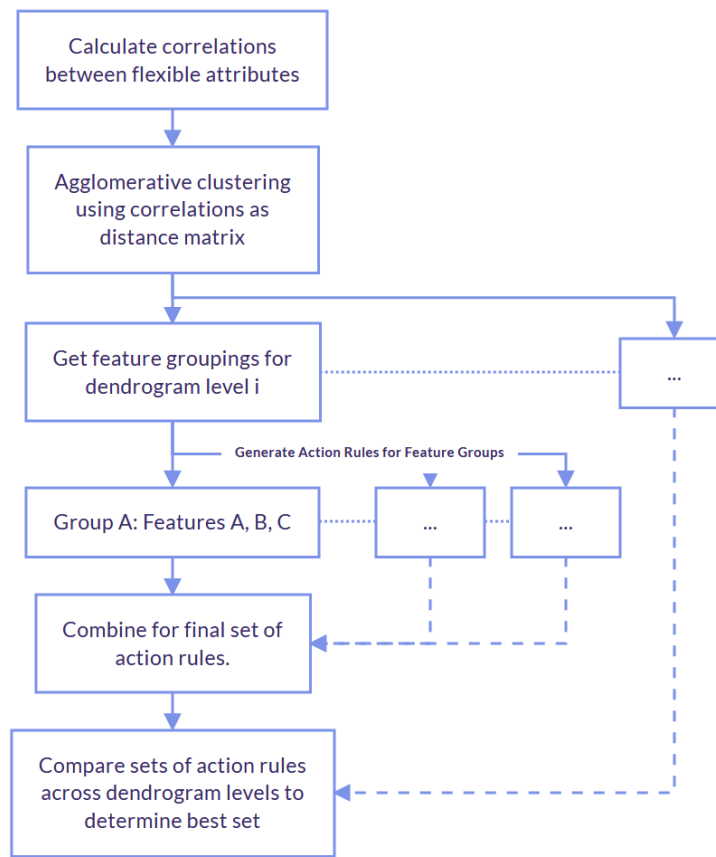 Calculate correlations
between flexible attributes
Agglomerative clustering
using correlations as
distance matrix
Get feature groupings for
dendrogram level i
...
Generate Action Rules for Feature Groups
Group A: Features A, B, C
...
...
Combine for final set of
action rules.
Compare sets of action rules
across dendrogram levels to
determine best set